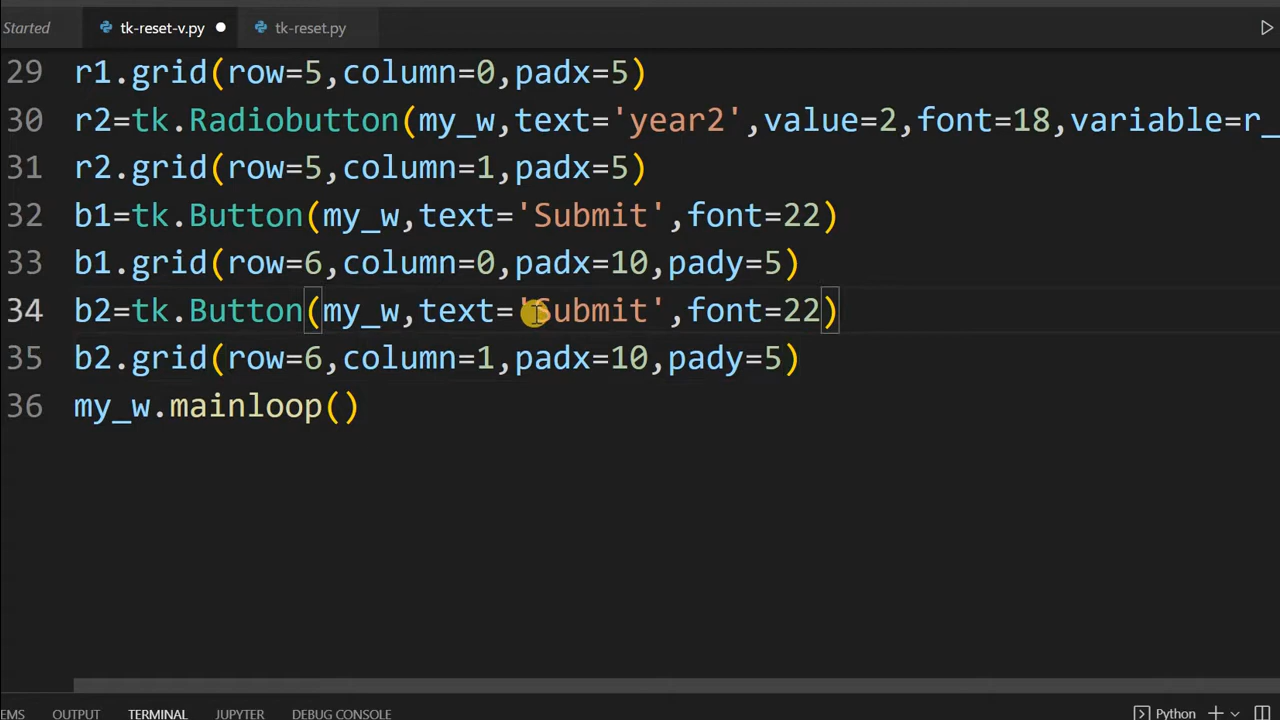 Started
tk-reset-v.py
tk-reset.py
29 r1.grid(row=5,column=0,padx=5)
30 r2=tk.Radiobutton(my_w,text='year2',value=2,font=18,variable=r_
31 r2.grid(row=5,column=1,padx=5)
32 b1=tk.Button(my_w,text='Submit',font=22)
33 b1.grid(row=6,column=0,padx=10,pady=5)
34 b2=tk.Button(my_w,text='Submit',font=22)
35 b2.grid(row=6,column=1,padx=10,pady=5)
36 my_w.mainloop()
EMS OUTPUT TERMINAL JUPYTER DEBUG CONSOLE Python